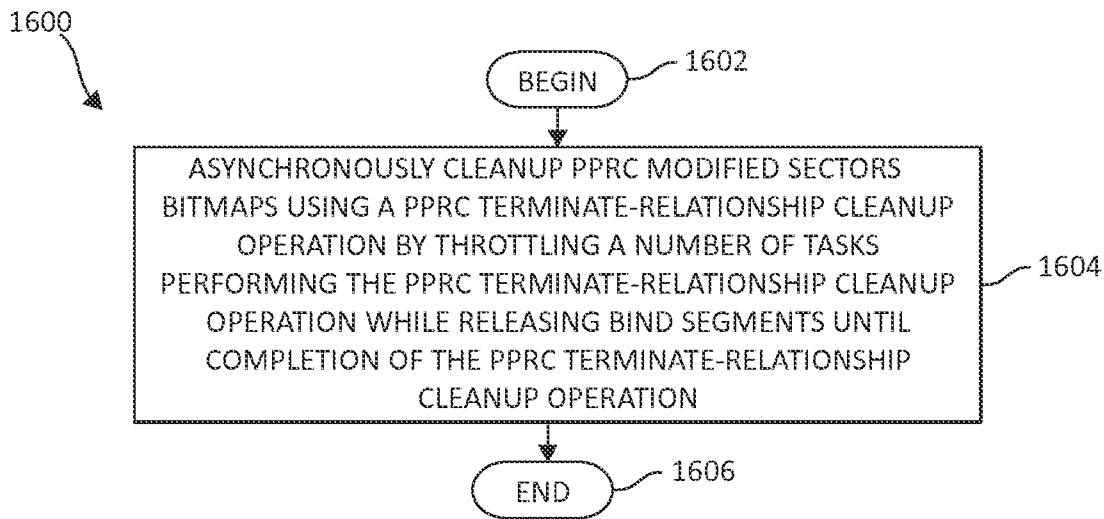 1600
BEGIN
1602
ASYNCHRONOUSLY CLEANUP PPRC MODIFIED SECTORS
BITMAPS USING A PPRC TERMINATE-RELATIONSHIP CLEANUP
OPERATION BY THROTTLING A NUMBER OF TASKS
PERFORMING THE PPRC TERMINATE-RELATIONSHIP CLEANUP
OPERATION WHILE RELEASING BIND SEGMENTS UNTIL
COMPLETION OF THE PPRC TERMINATE-RELATIONSHIP
CLEANUP OPERATION
1604
END
1606